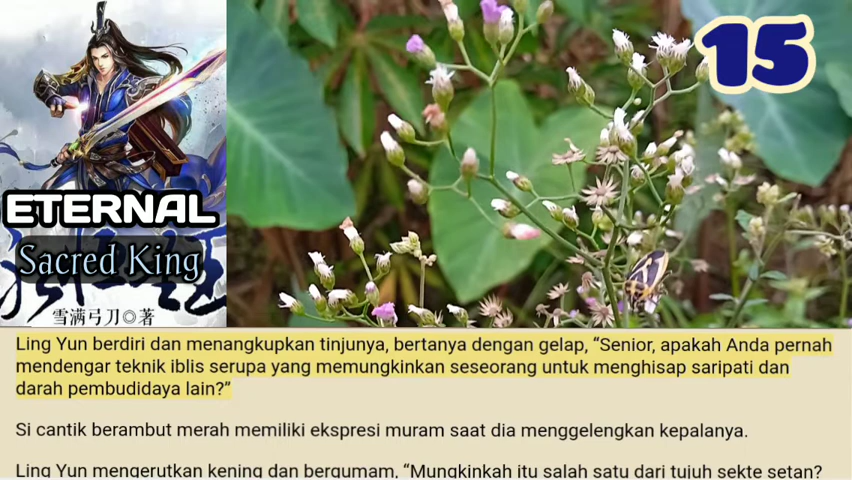 15
ETERNAL
Sacred King
雪满弓刀◎著
Ling Yun berdiri dan menangkupkan tinjunya, bertanya dengan gelap, “Senior, apakah Anda pernah
mendengar teknik iblis serupa yang memungkinkan seseorang untuk menghisap saripati dan
darah pembudidaya lain?”
Si cantik berambut merah memiliki ekspresi muram saat dia menggelengkan kepalanya.
Ling Yun mengerutkan kening dan bergumam, “Mungkinkah itu salah satu dari tujuh sekte setan?